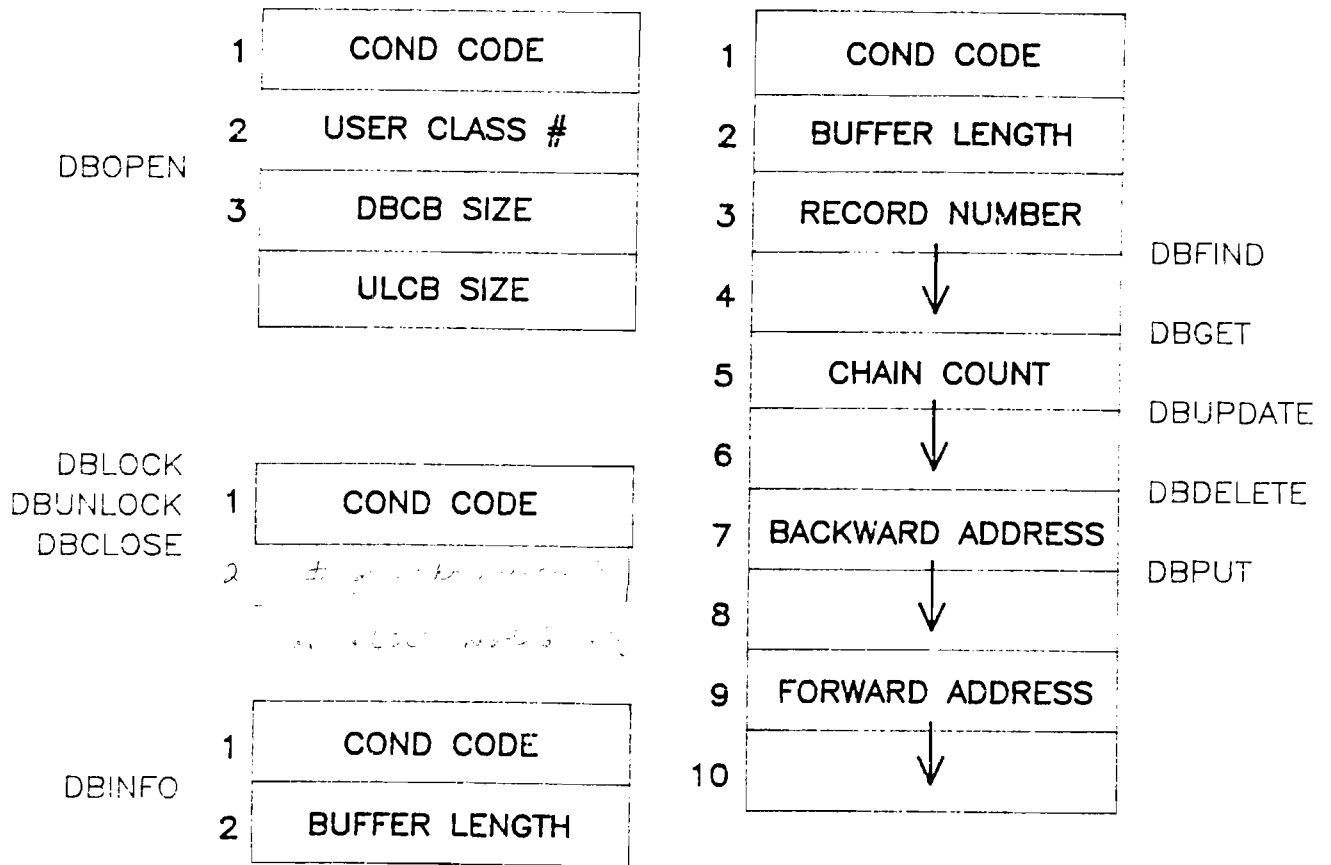 DBOPEN
1 COND CODE
2 USER CLASS #
3 DBCB SIZE
ULCB SIZE
DBLOCK
DBUNLOCK
DBCLOSE
1 COND CODE
2 #
DBINFO
1 COND CODE
2 BUFFER LENGTH
1 COND CODE
2 BUFFER LENGTH
3 RECORD NUMBER
4
5 CHAIN COUNT
6
7 BACKWARD ADDRESS
8
9 FORWARD ADDRESS
10
DBFIND
DBGET
DBUPDATE
DBDELETE
DBPUT